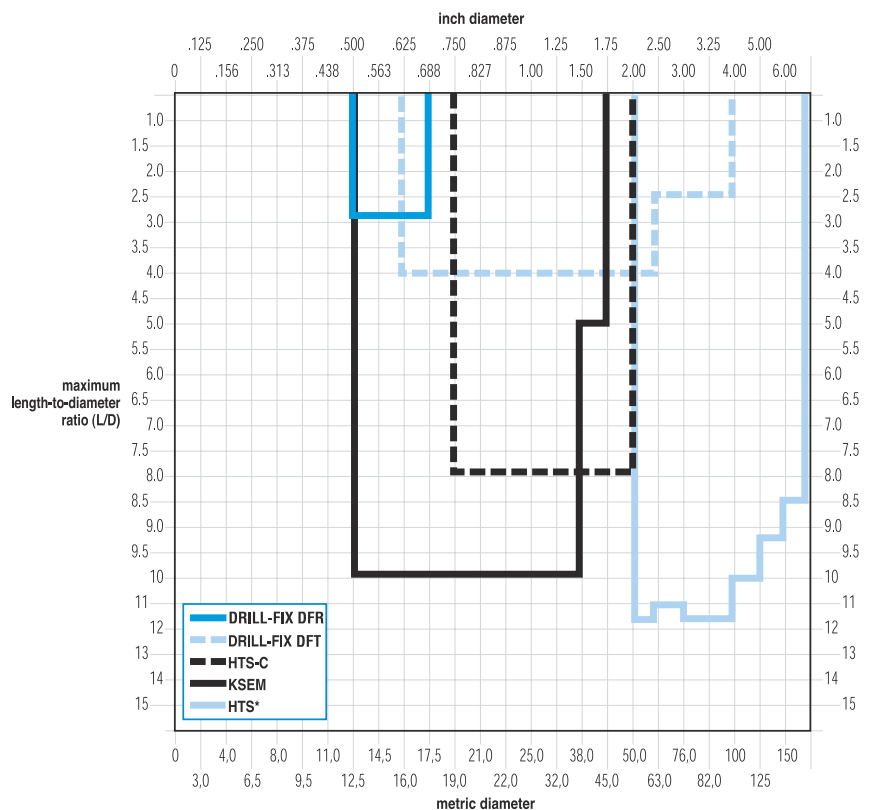 inch diameter
.125 .250 .375 .500 .625 .750 .875 1.25 1.75 2.50 3.25 5.00
0 .156 .313 .438 .563 .688 .827 1.00 1.50 2.00 3.00 4.00 6.00
1.0 1.0
1.5 1.5
2.0 2.0
2.5 2.5
3.0 3.0
3.5 3.5
4.0 4.0
4.5 4.5
5.0 5.0
5.5 5.5
6.0 6.0
maximum
length-to-diameter
ratio (L/D)
6.5 6.5
7.0 7.0
7.5 7.5
8.0 8.0
8.5 8.5
9.0 9.0
9.5 9.5
10 10
11 11
12 12
13 13
14 14
15 15
DRILL-FIX DFR
DRILL-FIX DFT
HTS-C
KSEM
HTS*
0 4,0 8,0 11,0 14,5 17,5 21,0 25,0 38,0 50,0 76,0 100 150
3,0 6,5 9,5 12,5 16,0 19,0 22,0 32,0 45,0 63,0 82,0 125
metric diameter